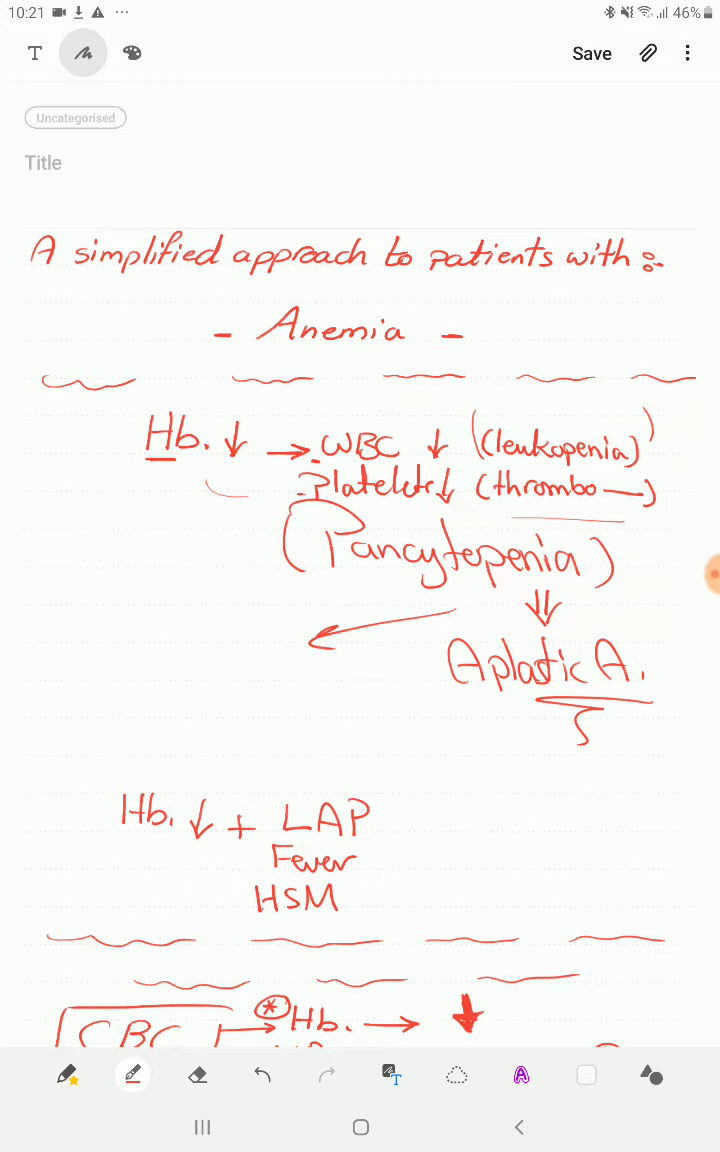 10:21 46%
T Save
Uncategorised
Title
A simplified approach to patients with :-
- Anemia -
Hb. ↓ → .WBC ↓ (leukopenia)
.Platelete ↓ (thrombo —)
(Pancytopenia)
⇓
Aplastic A.
Hb. ↓ + LAP
Fever
HSM
CBC → * Hb. → ↓
T
A